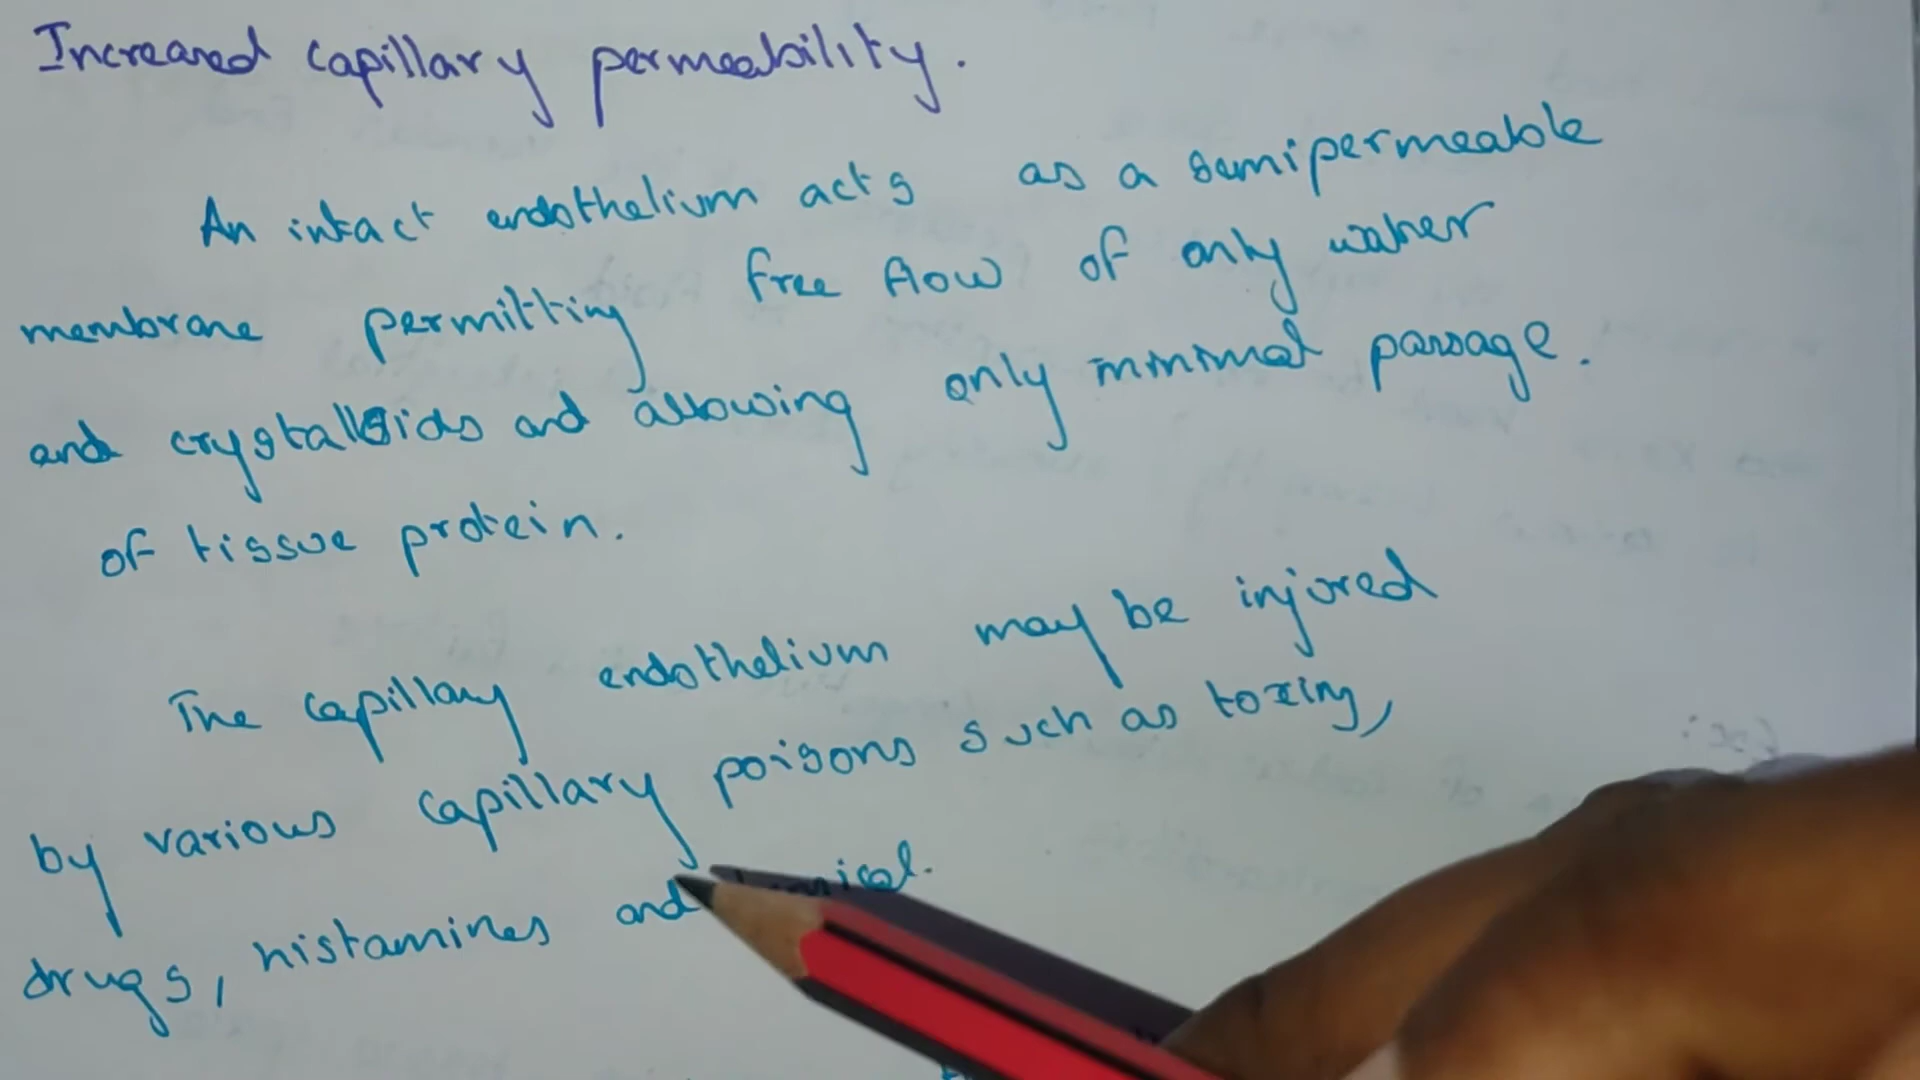 Increased capillary permeability.
An intact endothelium acts as a semipermeable
membrane permitting free flow of only water
and crystalloids and allowing only minimal passage.
of tissue protein.
The capillary endothelium may be injured
by various capillary poisons such as toxins,
drugs, histamines and